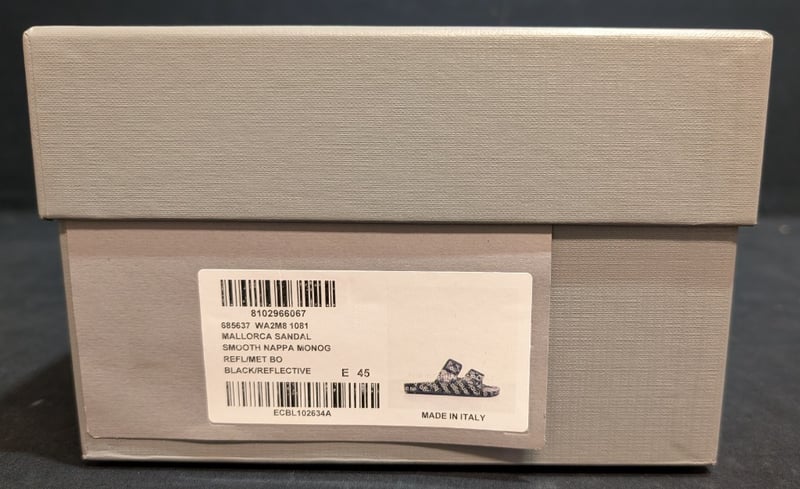 8102966067
685637 WA2M8 1081
MALLORCA SANDAL
SMOOTH NAPPA MONOG
REFL/MET BO
BLACK/REFLECTIVE E 45
ECBL102634A
MADE IN ITALY